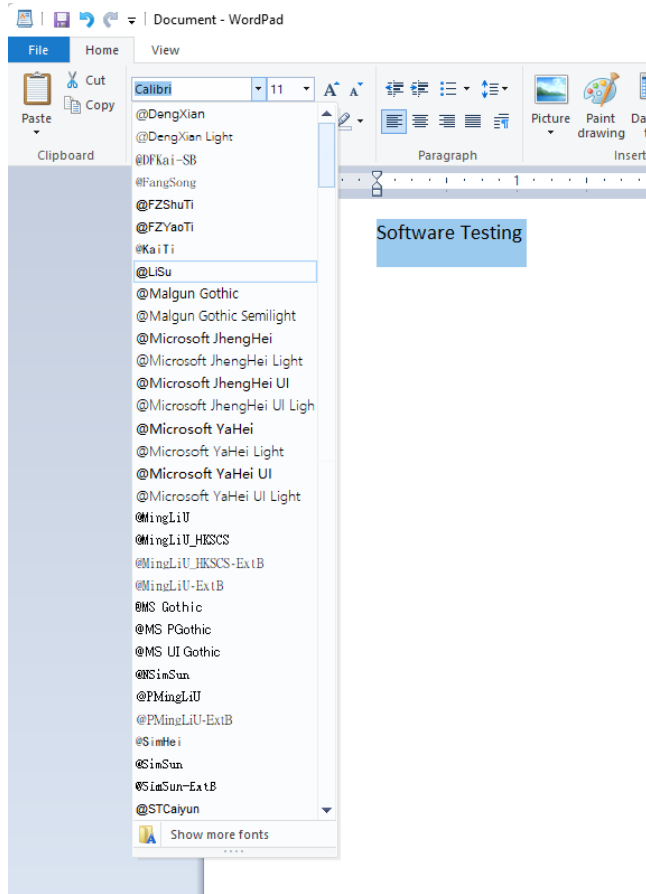 Document - WordPad
File Home View
Paste
Cut
Copy
Clipboard
Calibri
11
Paragraph
Picture
Paint
drawing
Da
t
Insert
1
Software Testing
@DengXian
@DengXian Light
@DFKai-SB
@FangSong
@FZShuTi
@FZYaoTi
@KaiTi
@LiSu
@Malgun Gothic
@Malgun Gothic Semilight
@Microsoft JhengHei
@Microsoft JhengHei Light
@Microsoft JhengHei UI
@Microsoft JhengHei UI Ligh
@Microsoft YaHei
@Microsoft YaHei Light
@Microsoft YaHei UI
@Microsoft YaHei UI Light
@MingLiU
@MingLiU_HKSCS
@MingLiU_HKSCS-ExtB
@MingLiU-ExtB
@MS Gothic
@MS PGothic
@MS UI Gothic
@NSimSun
@PMingLiU
@PMingLiU-ExtB
@SimHei
@SimSun
@SimSun-ExtB
@STCaiyun
Show more fonts